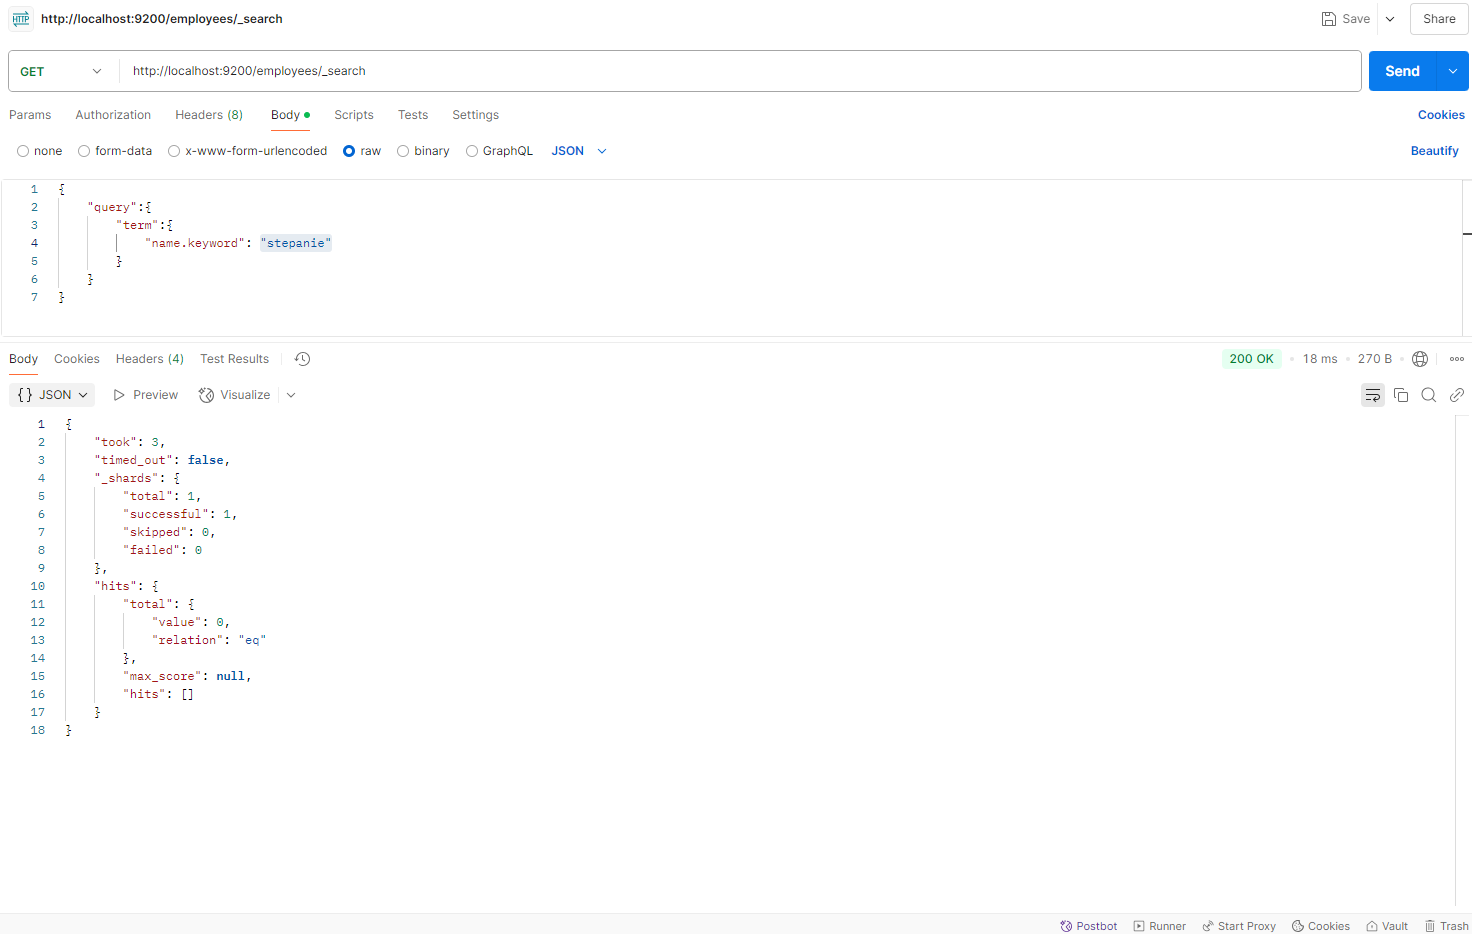 HTTP http://localhost:9200/employees/_search Save Share
GET http://localhost:9200/employees/_search Send
Params Authorization Headers (8) Body Scripts Tests Settings Cookies
none form-data x-www-form-urlencoded raw binary GraphQL JSON Beautify
1 {
2 "query":{
3 "term":{
4 "name.keyword": "stepanie"
5 }
6 }
7 }
Body Cookies Headers (4) Test Results 200 OK 18 ms 270 B
{} JSON Preview Visualize
1 {
2 "took": 3,
3 "timed_out": false,
4 "_shards": {
5 "total": 1,
6 "successful": 1,
7 "skipped": 0,
8 "failed": 0
9 },
10 "hits": {
11 "total": {
12 "value": 0,
13 "relation": "eq"
14 },
15 "max_score": null,
16 "hits": []
17 }
18 }
Postbot Runner Start Proxy Cookies Vault Trash